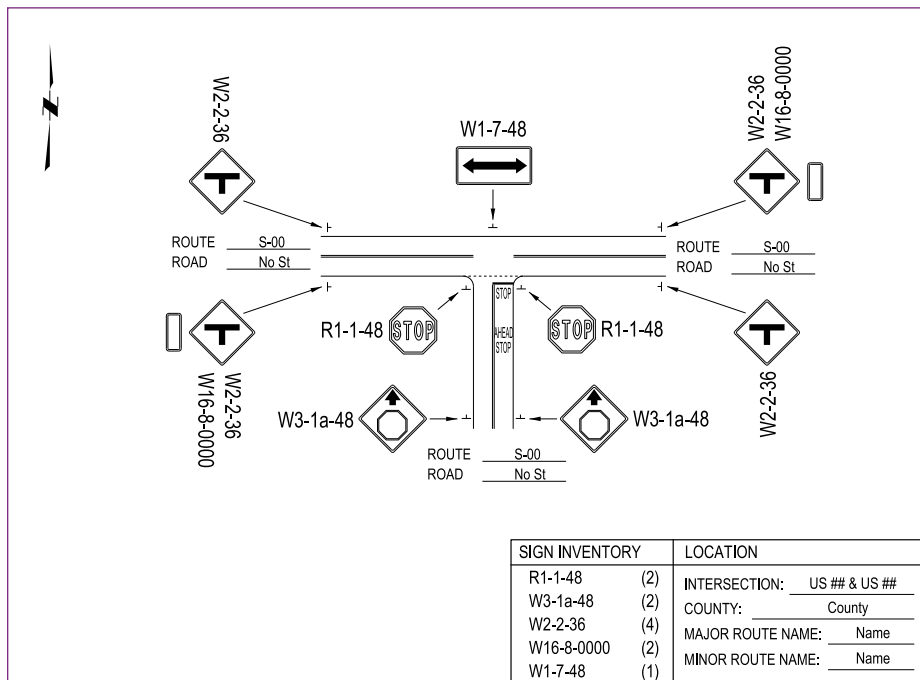 N
W2-2-36
W1-7-48
W2-2-36
W16-8-0000
ROUTE S-00
ROAD No St
ROUTE S-00
ROAD No St
STOP
AHEAD
STOP
R1-1-48
STOP
STOP
R1-1-48
W2-2-36
W16-8-0000
W2-2-36
W3-1a-48
W3-1a-48
ROUTE S-00
ROAD No St
SIGN INVENTORY
R1-1-48 (2)
W3-1a-48 (2)
W2-2-36 (4)
W16-8-0000 (2)
W1-7-48 (1)
LOCATION
INTERSECTION: US ## & US ##
COUNTY: County
MAJOR ROUTE NAME: Name
MINOR ROUTE NAME: Name